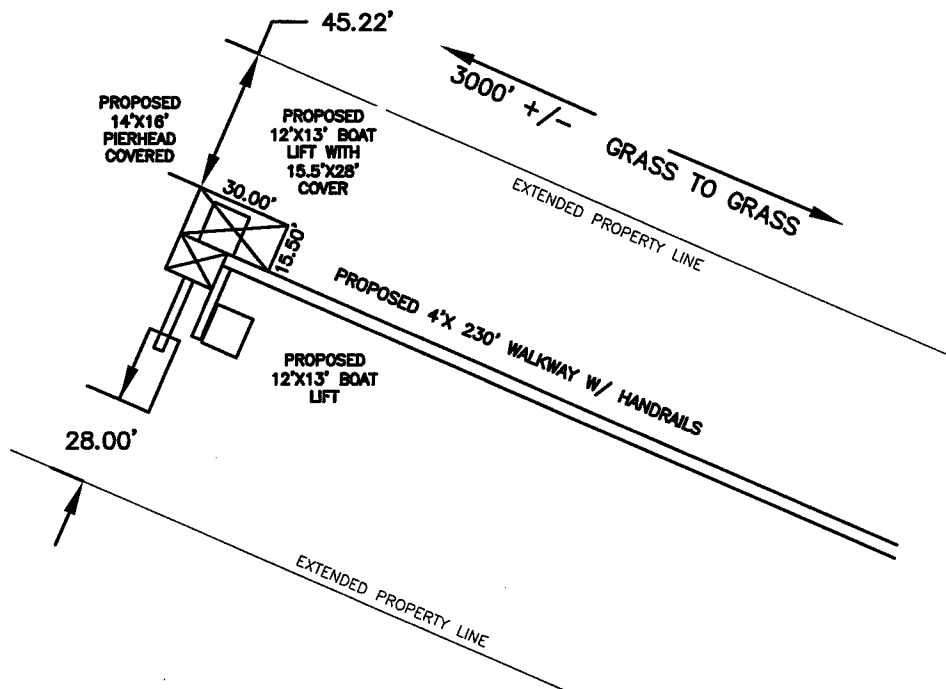 45.22'
3000' +/-
GRASS TO GRASS
PROPOSED
14'X16'
PIERHEAD
COVERED
PROPOSED
12'X13' BOAT
LIFT WITH
15.5'X28'
COVER
EXTENDED PROPERTY LINE
30.00'
15.50'
PROPOSED 4'X 230' WALKWAY W/ HANDRAILS
PROPOSED
12'X13' BOAT
LIFT
28.00'
EXTENDED PROPERTY LINE